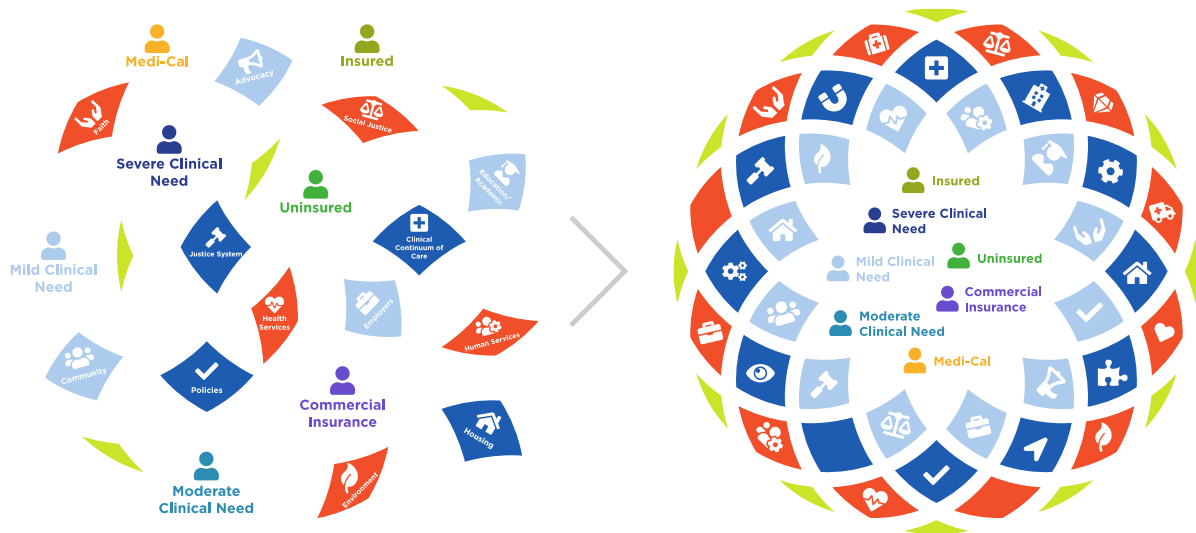 Medi-Cal
Insured
Advocacy
Faith
Social Justice
Severe Clinical
Need
Education/
Academic
Uninsured
Clinical
Continuum of
Care
Justice System
Mild Clinical
Need
Health
Services
Employers
Human Services
Community
Policies
Commercial
Insurance
Housing
Environment
Moderate
Clinical Need
Insured
Severe Clinical
Need
Uninsured
Mild Clinical
Need
Commercial
Insurance
Moderate
Clinical Need
Medi-Cal